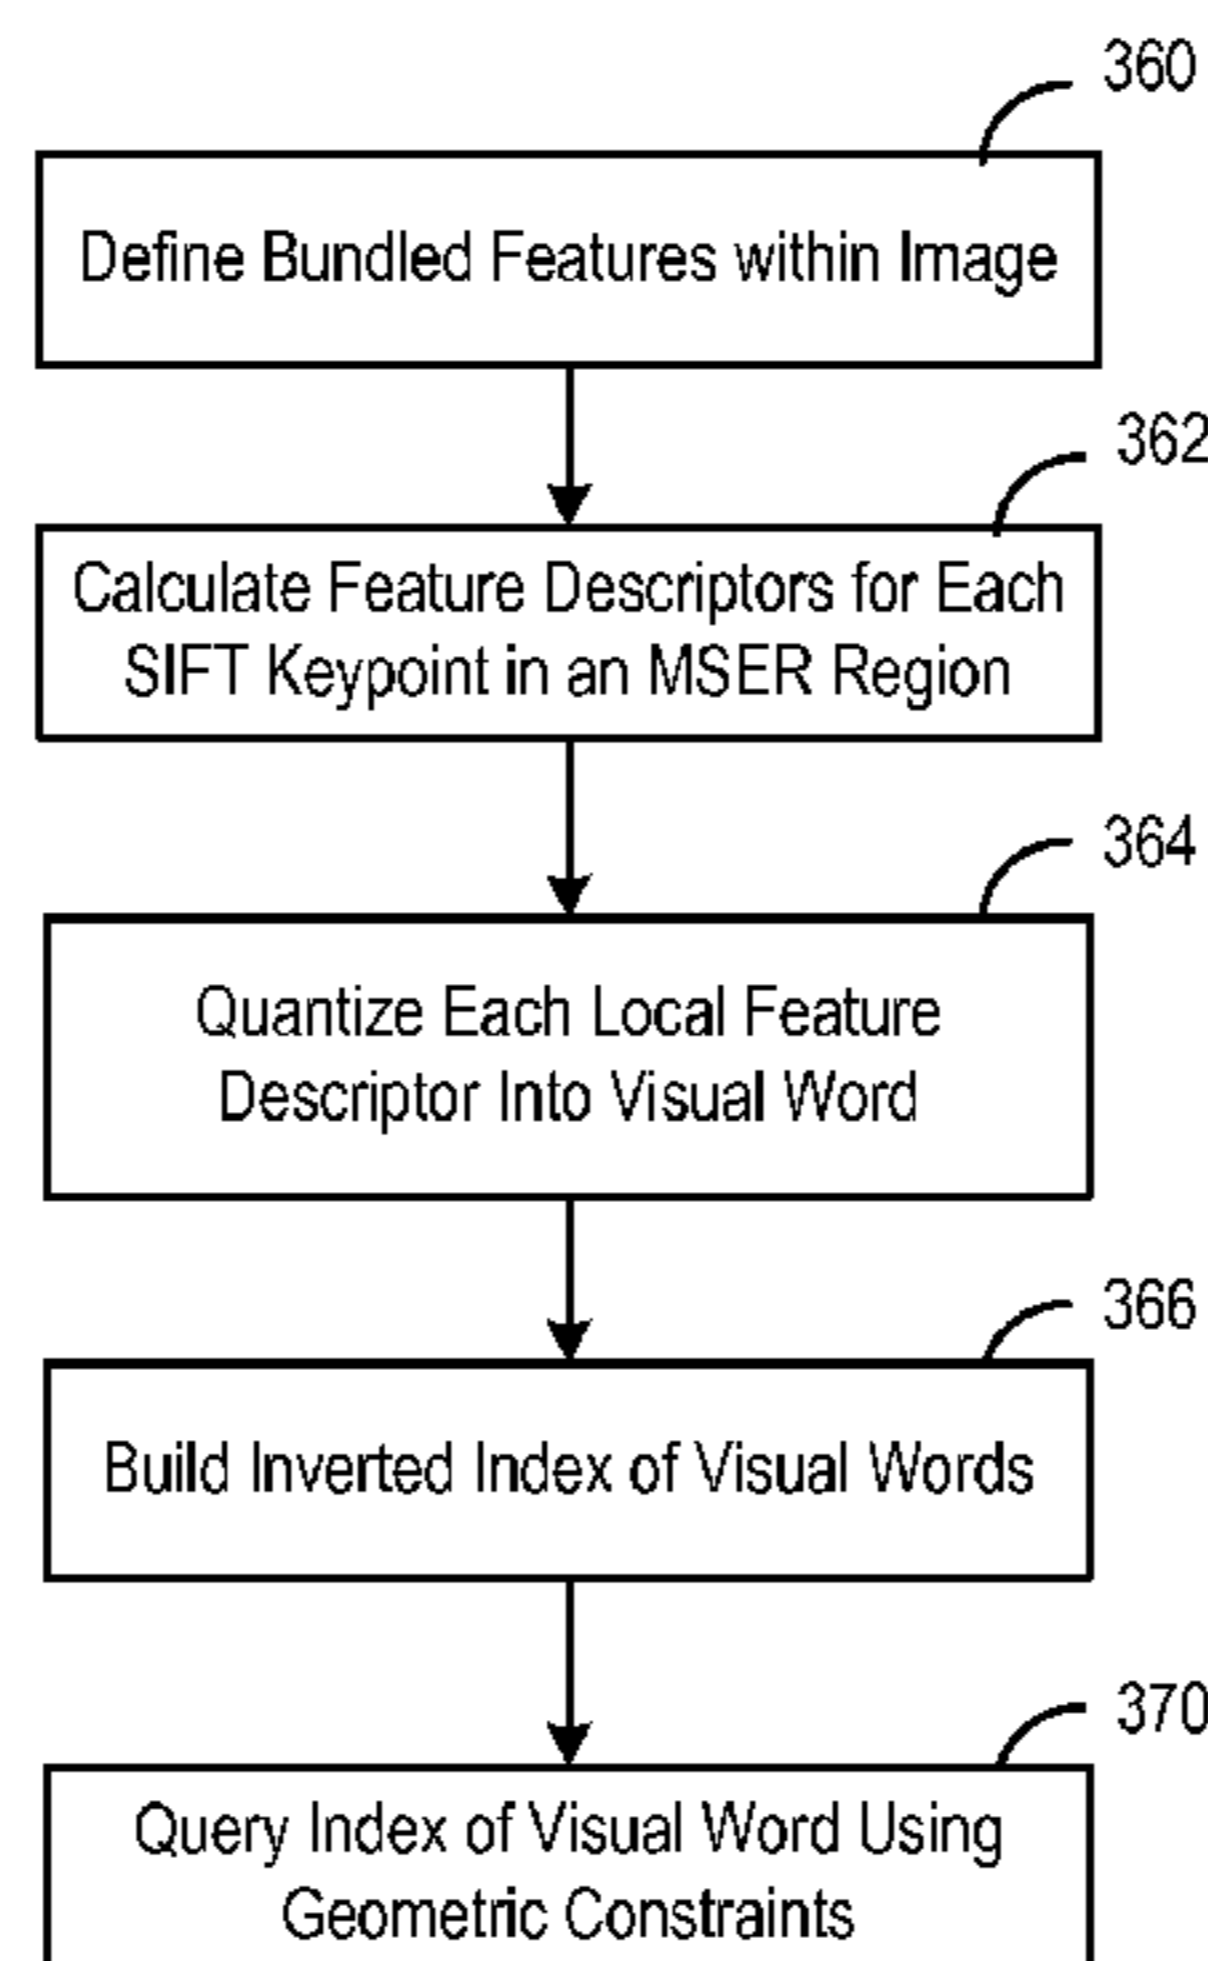 360
Define Bundled Features within Image
362
Calculate Feature Descriptors for Each
SIFT Keypoint in an MSER Region
364
Quantize Each Local Feature
Descriptor Into Visual Word
366
Build Inverted Index of Visual Words
370
Query Index of Visual Word Using
Geometric Constraints